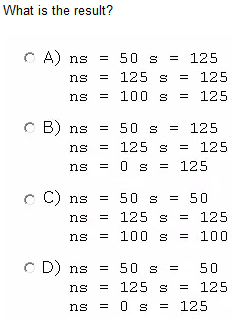 What is the result?
A) ns = 50 s = 125
ns = 125 s = 125
ns = 100 s = 125
B) ns = 50 s = 125
ns = 125 s = 125
ns = 0 s = 125
C) ns = 50 s = 50
ns = 125 s = 125
ns = 100 s = 100
D) ns = 50 s = 50
ns = 125 s = 125
ns = 0 s = 125